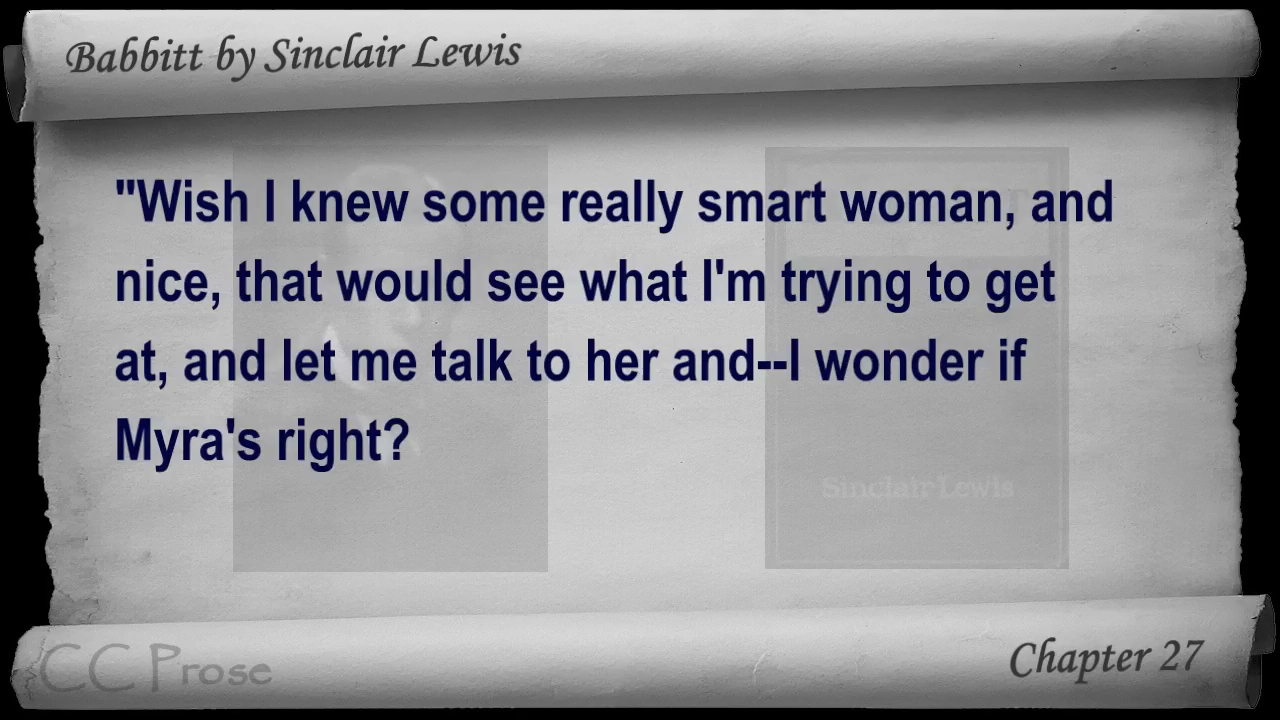 Babbitt by Sinclair Lewis
"Wish I knew some really smart woman, and
nice, that would see what I'm trying to get
at, and let me talk to her and--I wonder if
Myra's right?
Sinclair Lewis
CC Prose
Chapter 27